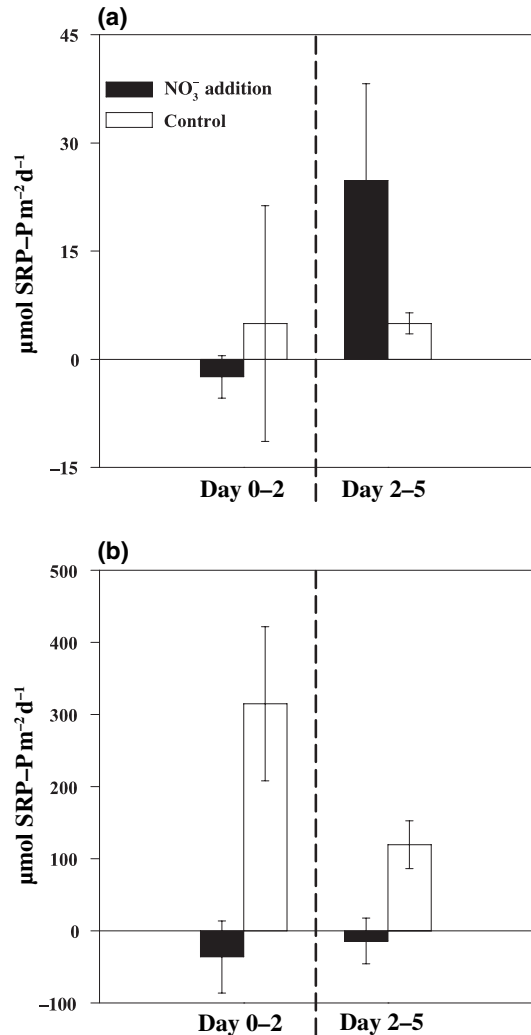 (a)
45
30
15
0
−15
µmol SRP–P m⁻² d⁻¹
NO₃⁻ addition
Control
Day 0–2
Day 2–5
(b)
500
400
300
200
100
0
−100
µmol SRP–P m⁻² d⁻¹
Day 0–2
Day 2–5